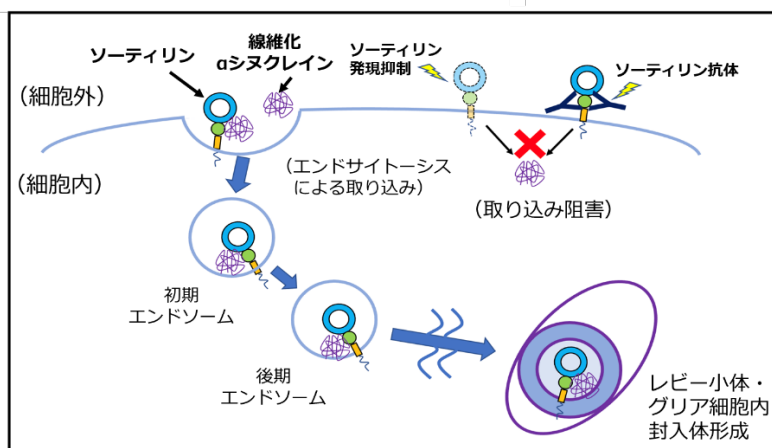 ソーティリン
線維化
αシヌクレイン
ソーティリン
発現抑制
ソーティリン抗体
（細胞外）
（細胞内）
（エンドサイトーシス
による取り込み）
（取り込み阻害）
初期
エンドソーム
後期
エンドソーム
レビー小体・
グリア細胞内
封入体形成